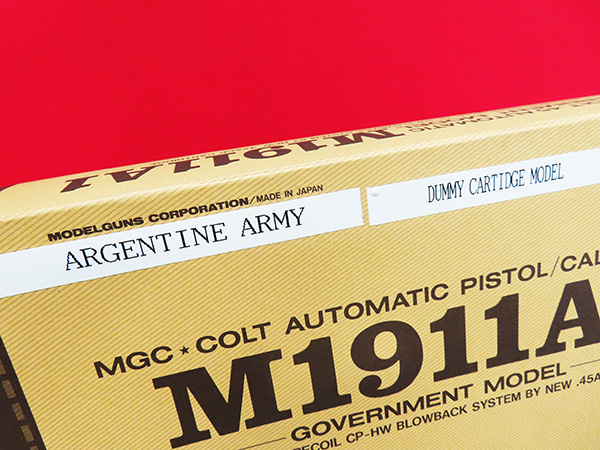 M1911A1
MODELGUNS CORPORATION/MADE IN JAPAN
ARGENTINE ARMY
DUMMY CARTIDGE MODEL
MGC★COLT AUTOMATIC PISTOL/CAL
M1911A
GOVERNMENT MODEL
RECOIL CP-HW BLOWBACK SYSTEM BY NEW .45A